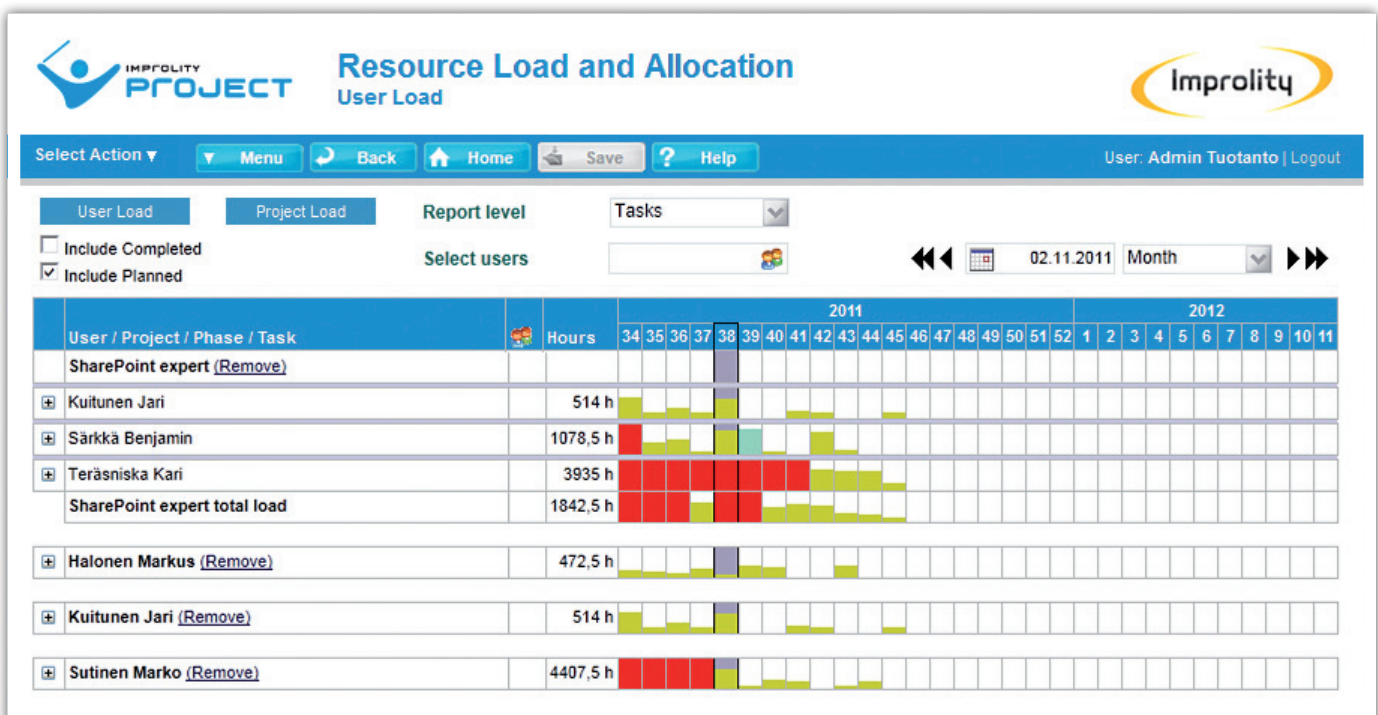 IMPROLITY
PROJECT
Resource Load and Allocation
User Load
Improlity
Select Action ▼ Menu Back Home Save ? Help User: Admin Tuotanto | Logout
User Load Project Load Report level Tasks
Include Completed
Select users 02.11.2011 Month
Include Planned
2011 2012
User / Project / Phase / Task Hours 34 35 36 37 38 39 40 41 42 43 44 45 46 47 48 49 50 51 52 1 2 3 4 5 6 7 8 9 10 11
SharePoint expert (Remove)
Kuitunen Jari 514 h
Särkkä Benjamin 1078,5 h
Teräsniska Kari 3935 h
SharePoint expert total load 1842,5 h
Halonen Markus (Remove) 472,5 h
Kuitunen Jari (Remove) 514 h
Sutinen Marko (Remove) 4407,5 h